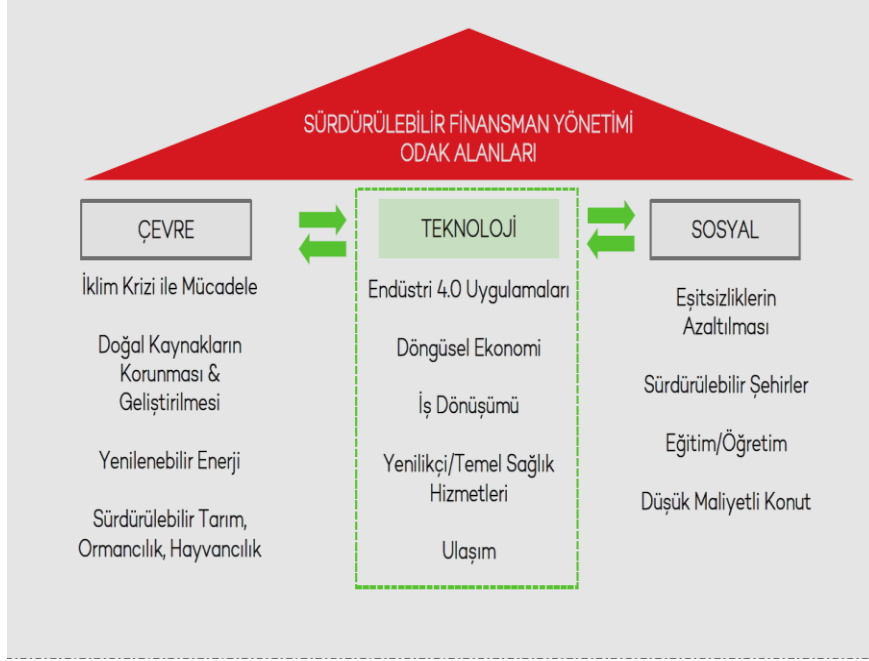 SÜRDÜRÜLEBİLİR FİNANSMAN YÖNETİMİ
ODAK ALANLARI
ÇEVRE
İklim Krizi ile Mücadele
Doğal Kaynakların
Korunması &
Geliştirilmesi
Yenilenebilir Enerji
Sürdürülebilir Tarım,
Ormancılık, Hayvancılık
TEKNOLOJİ
Endüstri 4.0 Uygulamaları
Döngüsel Ekonomi
İş Dönüşümü
Yenilikçi/Temel Sağlık
Hizmetleri
Ulaşım
SOSYAL
Eşitsizliklerin
Azaltılması
Sürdürülebilir Şehirler
Eğitim/Öğretim
Düşük Maliyetli Konut